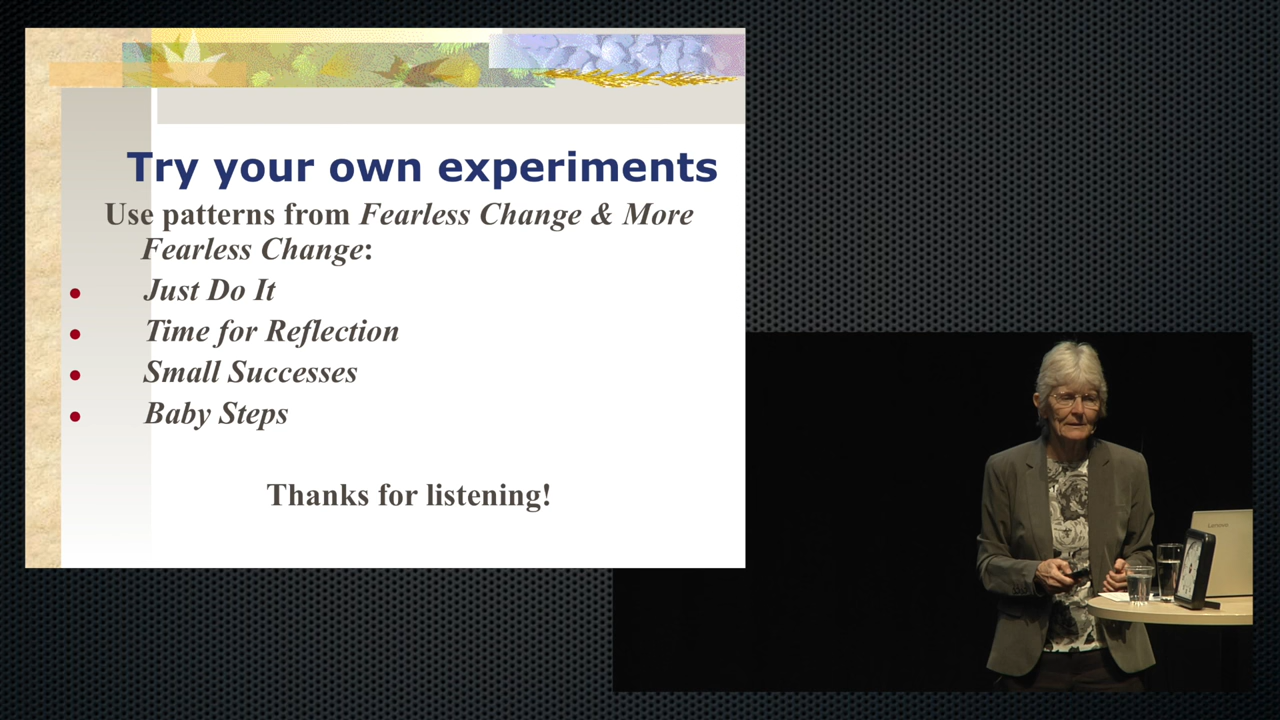 Try your own experiments
Use patterns from Fearless Change & More
Fearless Change:
Just Do It
Time for Reflection
Small Successes
Baby Steps
Thanks for listening!
Lenovo